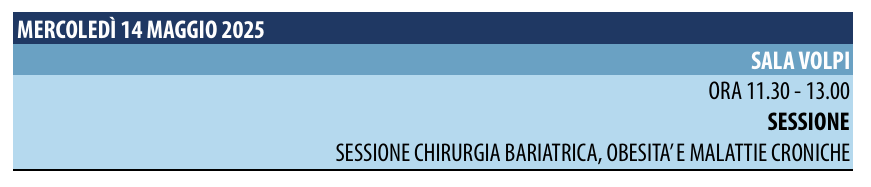 MERCOLEDÌ 14 MAGGIO 2025
SALA VOLPI
ORA 11.30 - 13.00
SESSIONE
SESSIONE CHIRURGIA BARIATRICA, OBESITA’ E MALATTIE CRONICHE